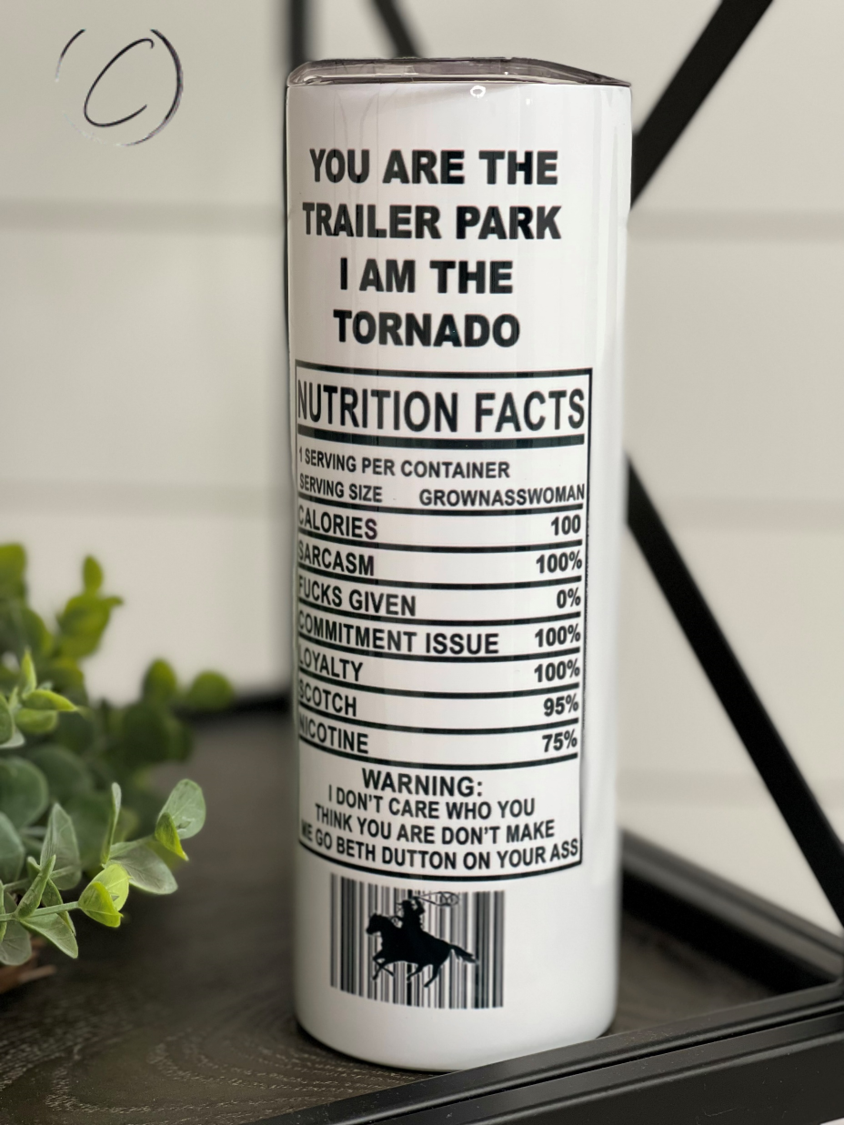 YOU ARE THE
TRAILER PARK
I AM THE
TORNADO
NUTRITION FACTS
1 SERVING PER CONTAINER
SERVING SIZE GROWNASSWOMAN
CALORIES 100
SARCASM 100%
FUCKS GIVEN 0%
COMMITMENT ISSUE 100%
LOYALTY 100%
SCOTCH 95%
NICOTINE 75%
WARNING:
I DON'T CARE WHO YOU
THINK YOU ARE DON'T MAKE
ME GO BETH DUTTON ON YOUR ASS